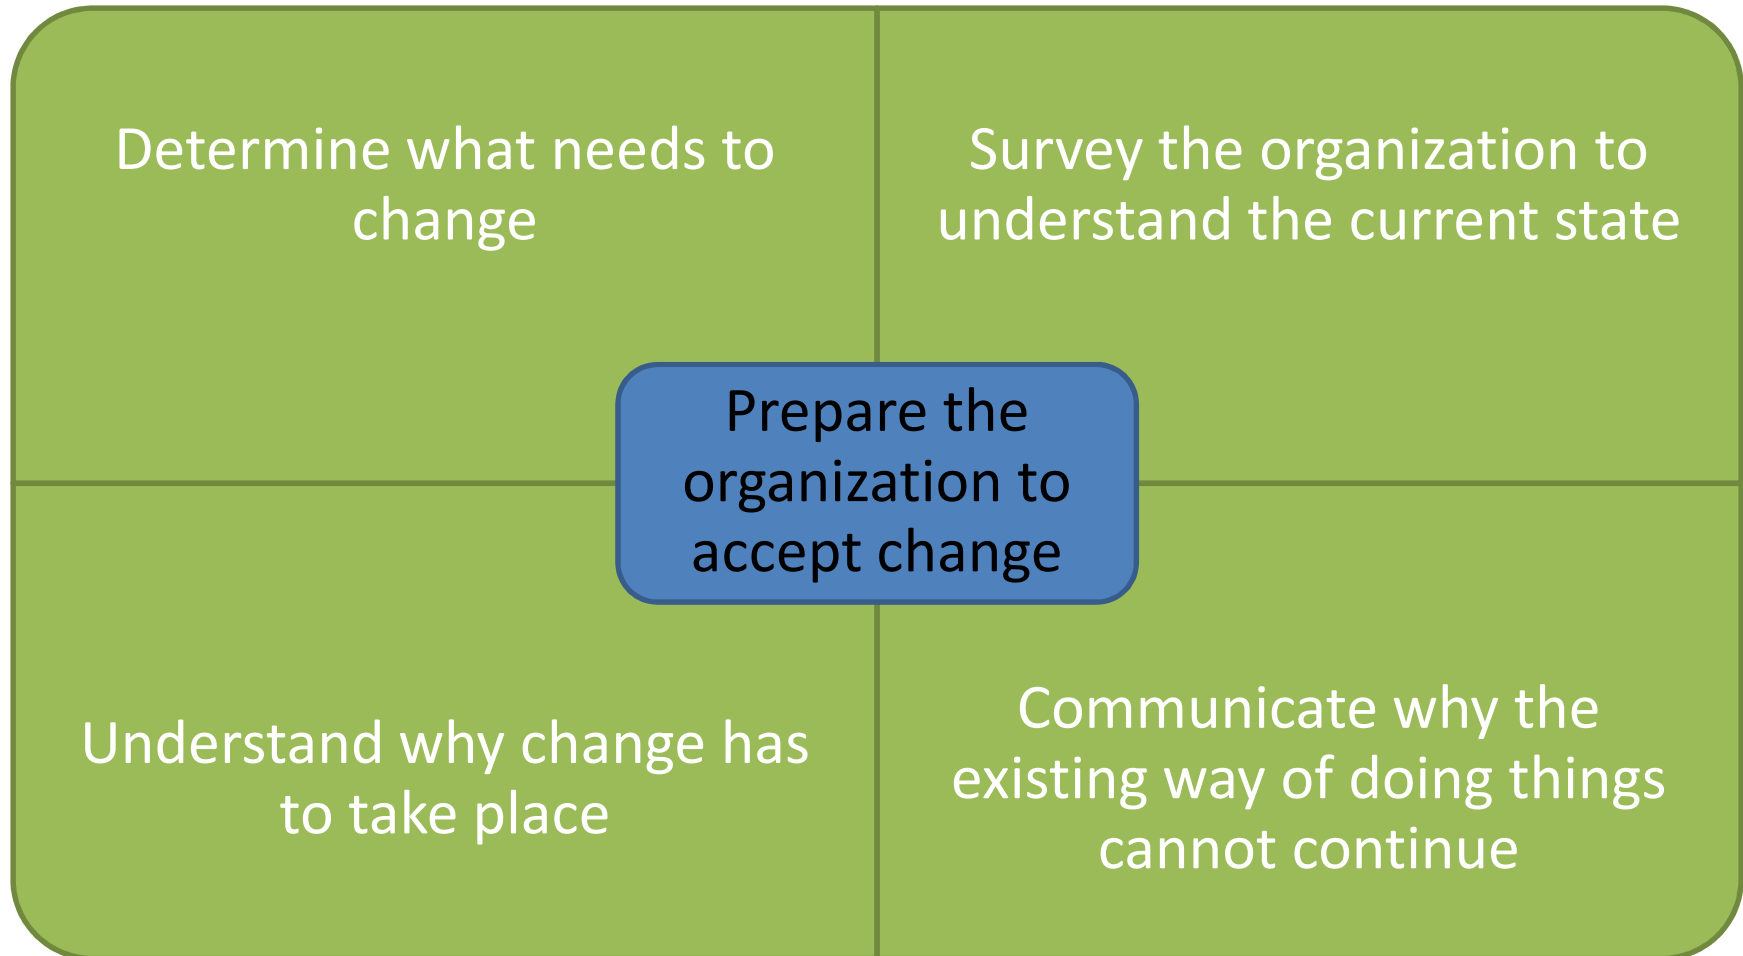 Determine what needs to
change
Survey the organization to
understand the current state
Prepare the
organization to
accept change
Understand why change has
to take place
Communicate why the
existing way of doing things
cannot continue